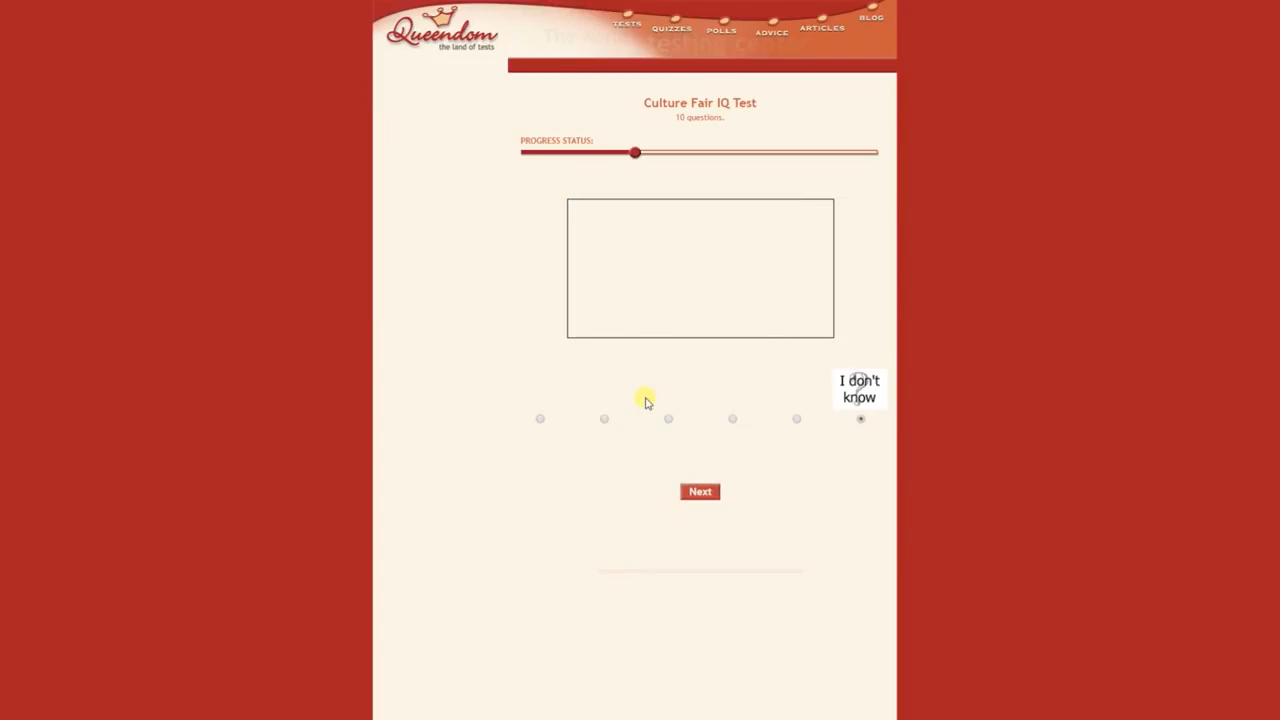 Queendom
the land of tests
TESTS
QUIZZES
POLLS
ADVICE
ARTICLES
BLOG
Culture Fair IQ Test
10 questions.
PROGRESS STATUS:
I don't
know
?
Next